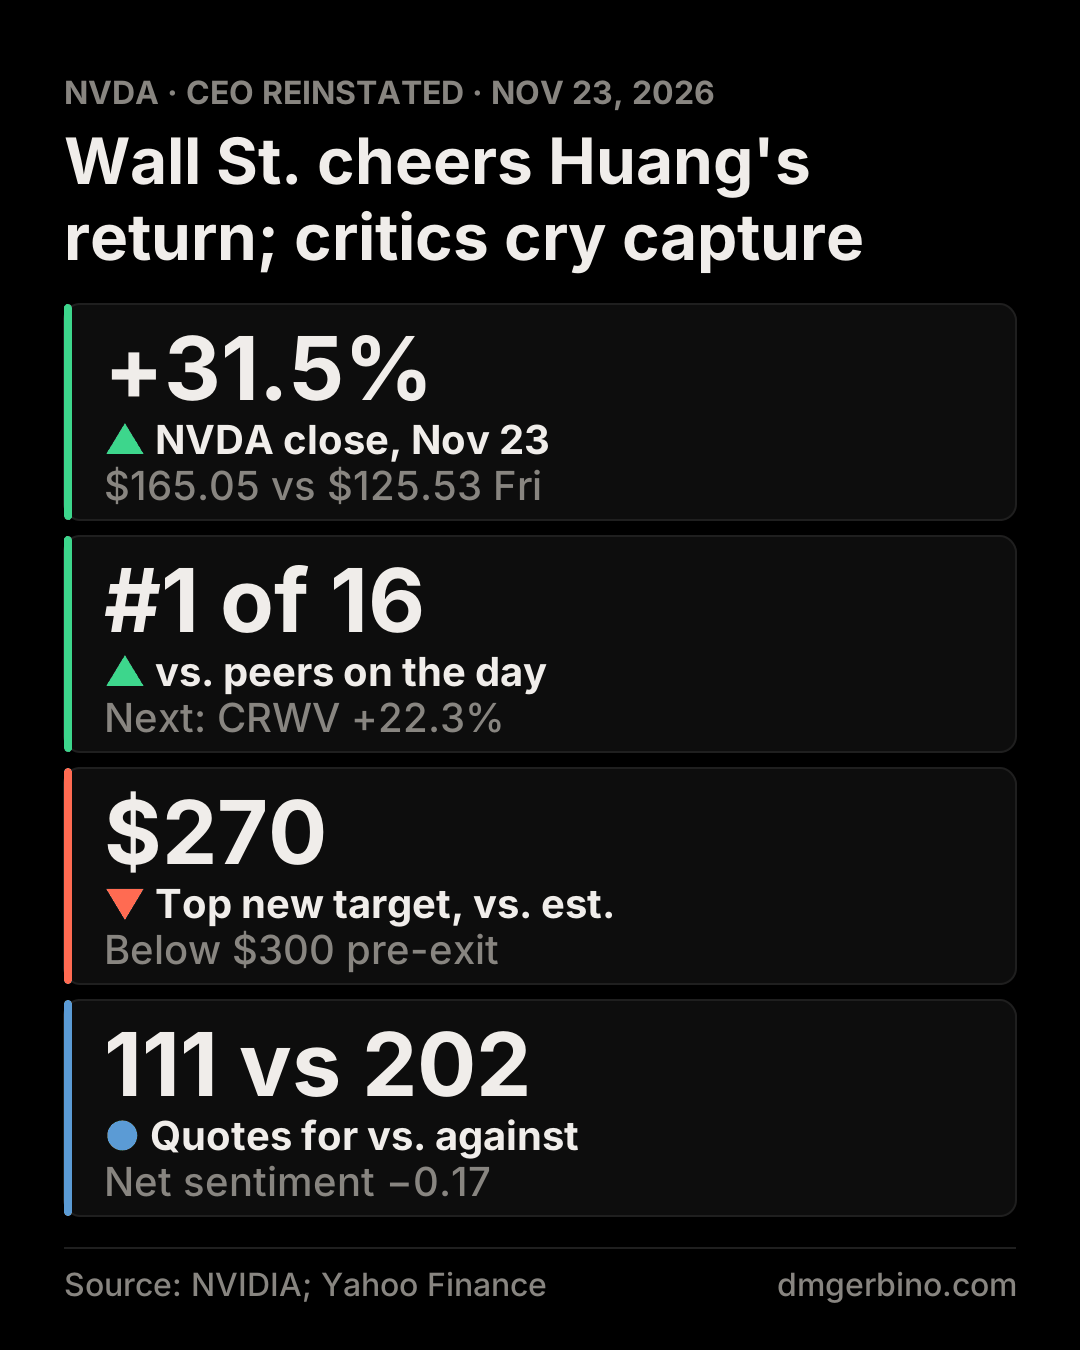 NVDA · CEO REINSTATED · NOV 23, 2026
Wall St. cheers Huang's
return; critics cry capture
+31.5%
▲ NVDA close, Nov 23
$165.05 vs $125.53 Fri
#1 of 16
▲ vs. peers on the day
Next: CRWV +22.3%
$270
▼ Top new target, vs. est.
Below $300 pre-exit
111 vs 202
● Quotes for vs. against
Net sentiment −0.17
Source: NVIDIA; Yahoo Finance
dmgerbino.com